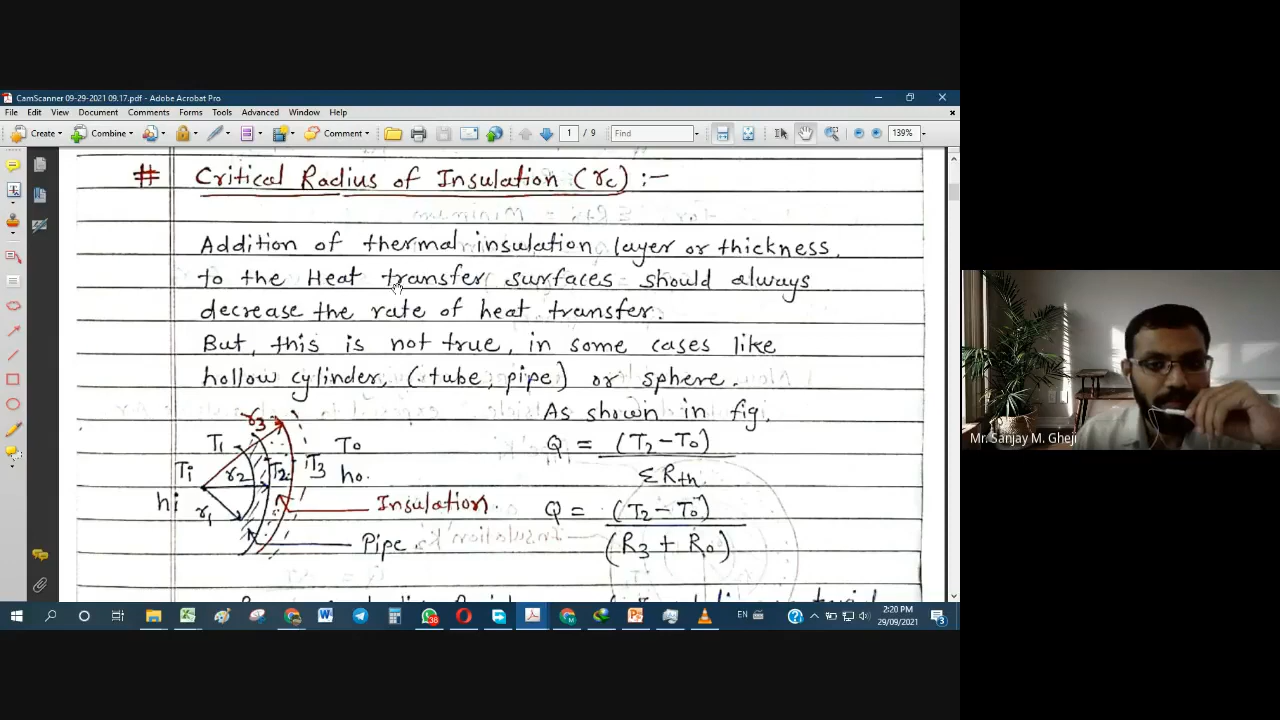 CamScanner 09-29-2021 09.17.pdf - Adobe Acrobat Pro
File Edit View Document Comments Forms Tools Advanced Window Help
Create Combine Comment 1 / 9 Find 139%
# Critical Radius of Insulation (rc) :-
Addition of thermal insulation layer or thickness
to the Heat transfer surfaces should always
decrease the rate of heat transfer.
But, this is not true, in some cases like
hollow cylinder, (tube, pipe) or sphere.
As shown in fig.
r3
T1 To Q = (T2-To)
Ti r2 T2 T3 ho ΣRth
hi r1 Insulation. Q = (T2-To)
Pipe (R3 + Ro)
Mr. Sanjay M. Gheji
38 EN 2:20 PM
29/09/2021 3